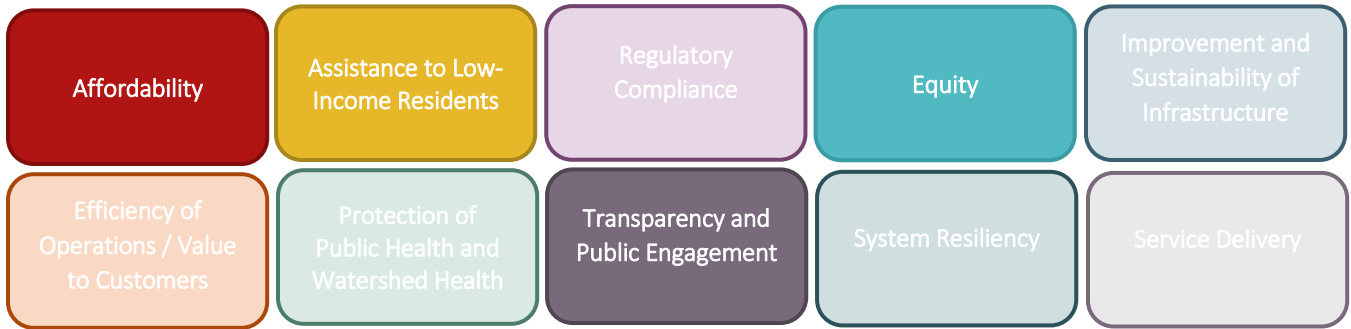 Affordability
Assistance to Low-
Income Residents
Regulatory
Compliance
Equity
Improvement and
Sustainability of
Infrastructure
Efficiency of
Operations / Value
to Customers
Protection of
Public Health and
Watershed Health
Transparency and
Public Engagement
System Resiliency
Service Delivery